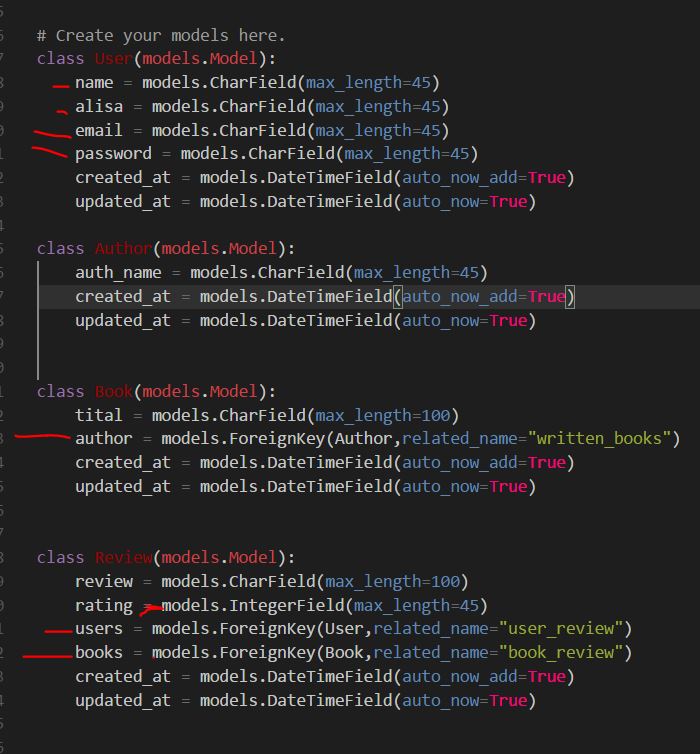 # Create your models here.
class User(models.Model):
name = models.CharField(max_length=45)
alisa = models.CharField(max_length=45)
email = models.CharField(max_length=45)
password = models.CharField(max_length=45)
created_at = models.DateTimeField(auto_now_add=True)
updated_at = models.DateTimeField(auto_now=True)
class Author(models.Model):
auth_name = models.CharField(max_length=45)
created_at = models.DateTimeField(auto_now_add=True)
updated_at = models.DateTimeField(auto_now=True)
class Book(models.Model):
tital = models.CharField(max_length=100)
author = models.ForeignKey(Author,related_name="written_books")
created_at = models.DateTimeField(auto_now_add=True)
updated_at = models.DateTimeField(auto_now=True)
class Review(models.Model):
review = models.CharField(max_length=100)
rating = models.IntegerField(max_length=45)
users = models.ForeignKey(User,related_name="user_review")
books = models.ForeignKey(Book,related_name="book_review")
created_at = models.DateTimeField(auto_now_add=True)
updated_at = models.DateTimeField(auto_now=True)